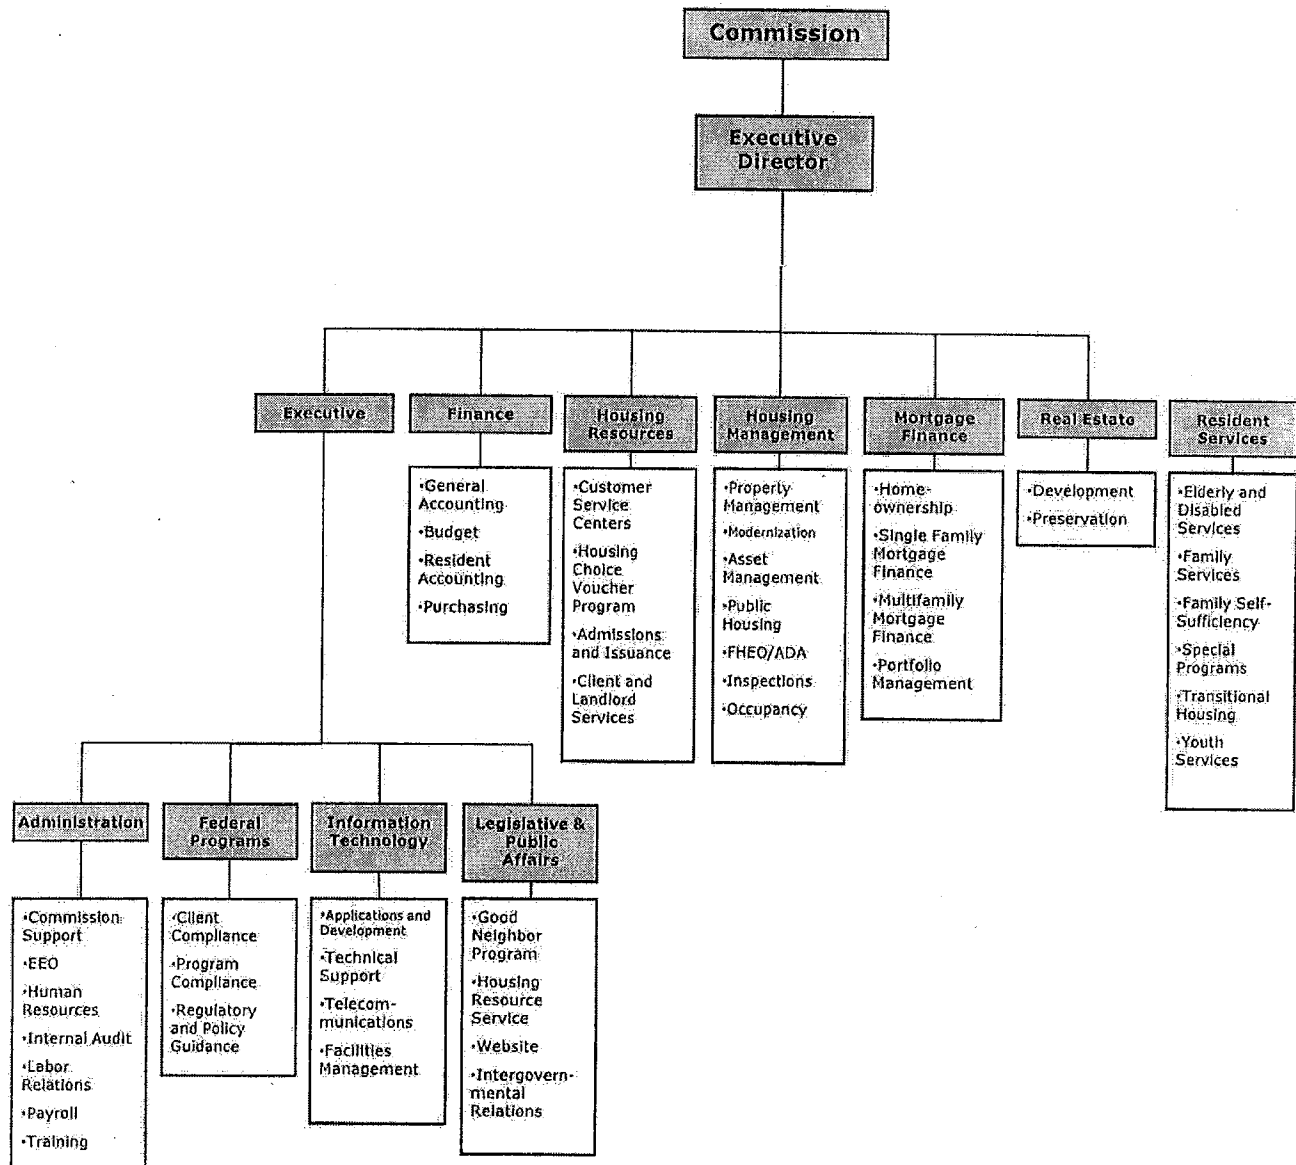 Commission
Executive
Director
Executive
Finance
Housing
Resources
Housing
Management
Mortgage
Finance
Real Estato
Resident
Services
•General
Accounting
•Budget
•Resident
Accounting
•Purchasing
•Customer
Service
Centers
•Housing
Choice
Voucher
Program
•Admissions
and Issuance
•Client and
Landlord
Services
•Property
Management
•Modernization
•Asset
Management
•Public
Housing
•FHEO/ADA
•Inspections
•Occupancy
•Home-
ownership
•Single Family
Mortgage
Finance
•Multifamily
Mortgage
Finance
•Portfolio
Management
•Development
•Preservation
•Elderly and
Disabled
Services
•Family
Services
•Family Self-
Sufficiency
•Special
Programs
•Transitional
Housing
•Youth
Services
Administration
Federal
Programs
Information
Technology
Legislative &
Public
Affairs
•Commission
Support
•EEO
•Human
Resources
•Internal Audit
•Labor
Relations
•Payroll
•Training
•Client
Compliance
•Program
Compliance
•Regulatory
and Policy
Guidance
•Applications and
Development
•Technical
Support
•Telecom-
munications
•Facilities
Management
•Good
Neighbor
Program
•Housing
Resource
Service
•Website
•Intergovern-
mental
Relations